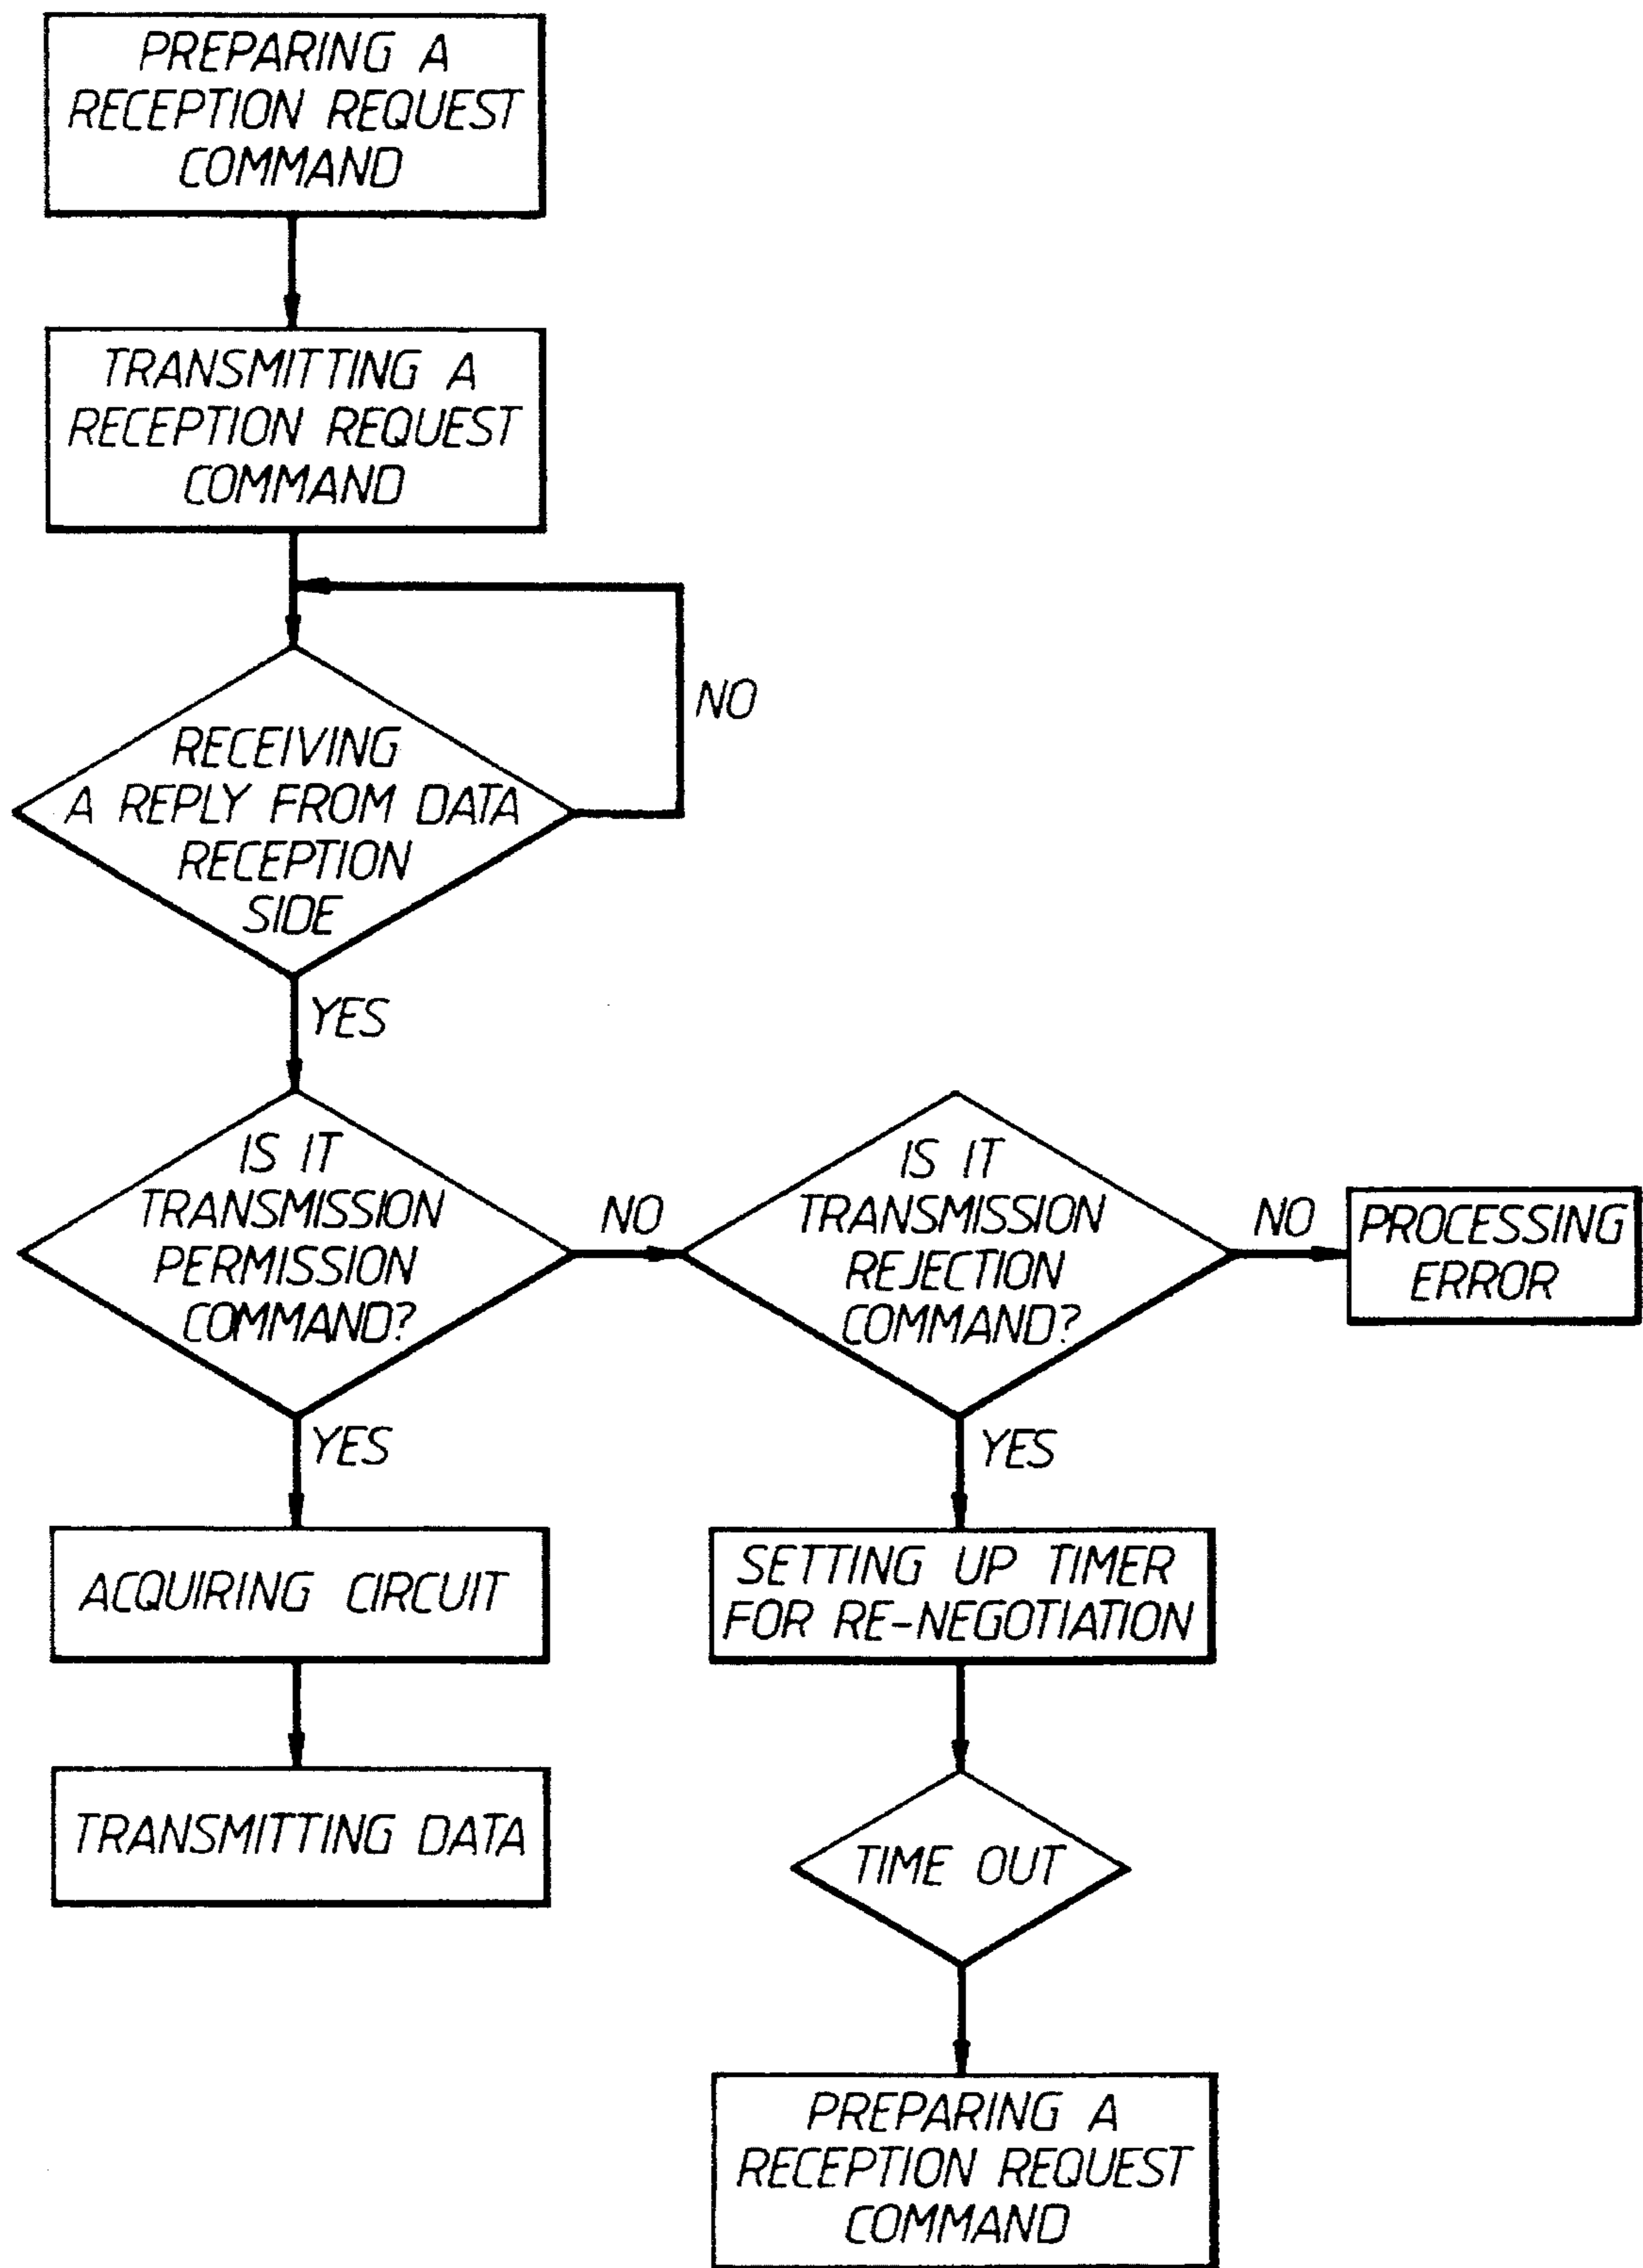 PREPARING A
RECEPTION REQUEST
COMMAND
TRANSMITTING A
RECEPTION REQUEST
COMMAND
NO
RECEIVING
A REPLY FROM DATA
RECEPTION
SIDE
YES
IS IT
TRANSMISSION
PERMISSION
COMMAND?
NO
IS IT
TRANSMISSION
REJECTION
COMMAND?
NO
PROCESSING
ERROR
YES
YES
ACQUIRING CIRCUIT
SETTING UP TIMER
FOR RE-NEGOTIATION
TRANSMITTING DATA
TIME OUT
PREPARING A
RECEPTION REQUEST
COMMAND